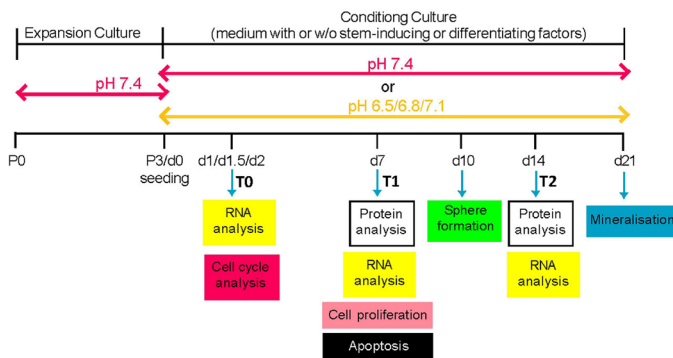 Conditiong Culture
Expansion Culture
(medium with or w/o stem-inducing or differentiating factors)
pH 7.4
pH 7.4
or
pH 6.5/6.8/7.1
P0
P3/d0
seeding
d1/d1.5/d2
d7
d10
d14
d21
T0
T1
T2
RNA
analysis
Protein
analysis
Sphere
formation
Protein
analysis
Mineralisation
Cell cycle
analysis
RNA
analysis
RNA
analysis
Cell proliferation
Apoptosis